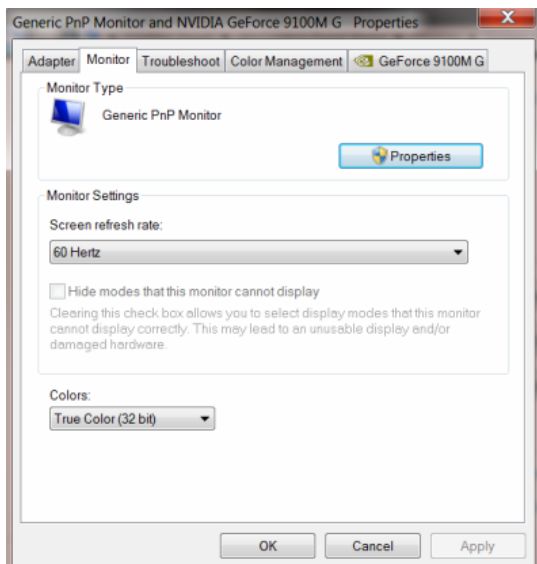 Generic PnP Monitor and NVIDIA GeForce 9100M G Properties
Adapter Monitor Troubleshoot Color Management GeForce 9100M G
Monitor Type
Generic PnP Monitor
Properties
Monitor Settings
Screen refresh rate:
60 Hertz
Hide modes that this monitor cannot display
Clearing this check box allows you to select display modes that this monitor
cannot display correctly. This may lead to an unusable display and/or
damaged hardware.
Colors:
True Color (32 bit)
OK Cancel Apply